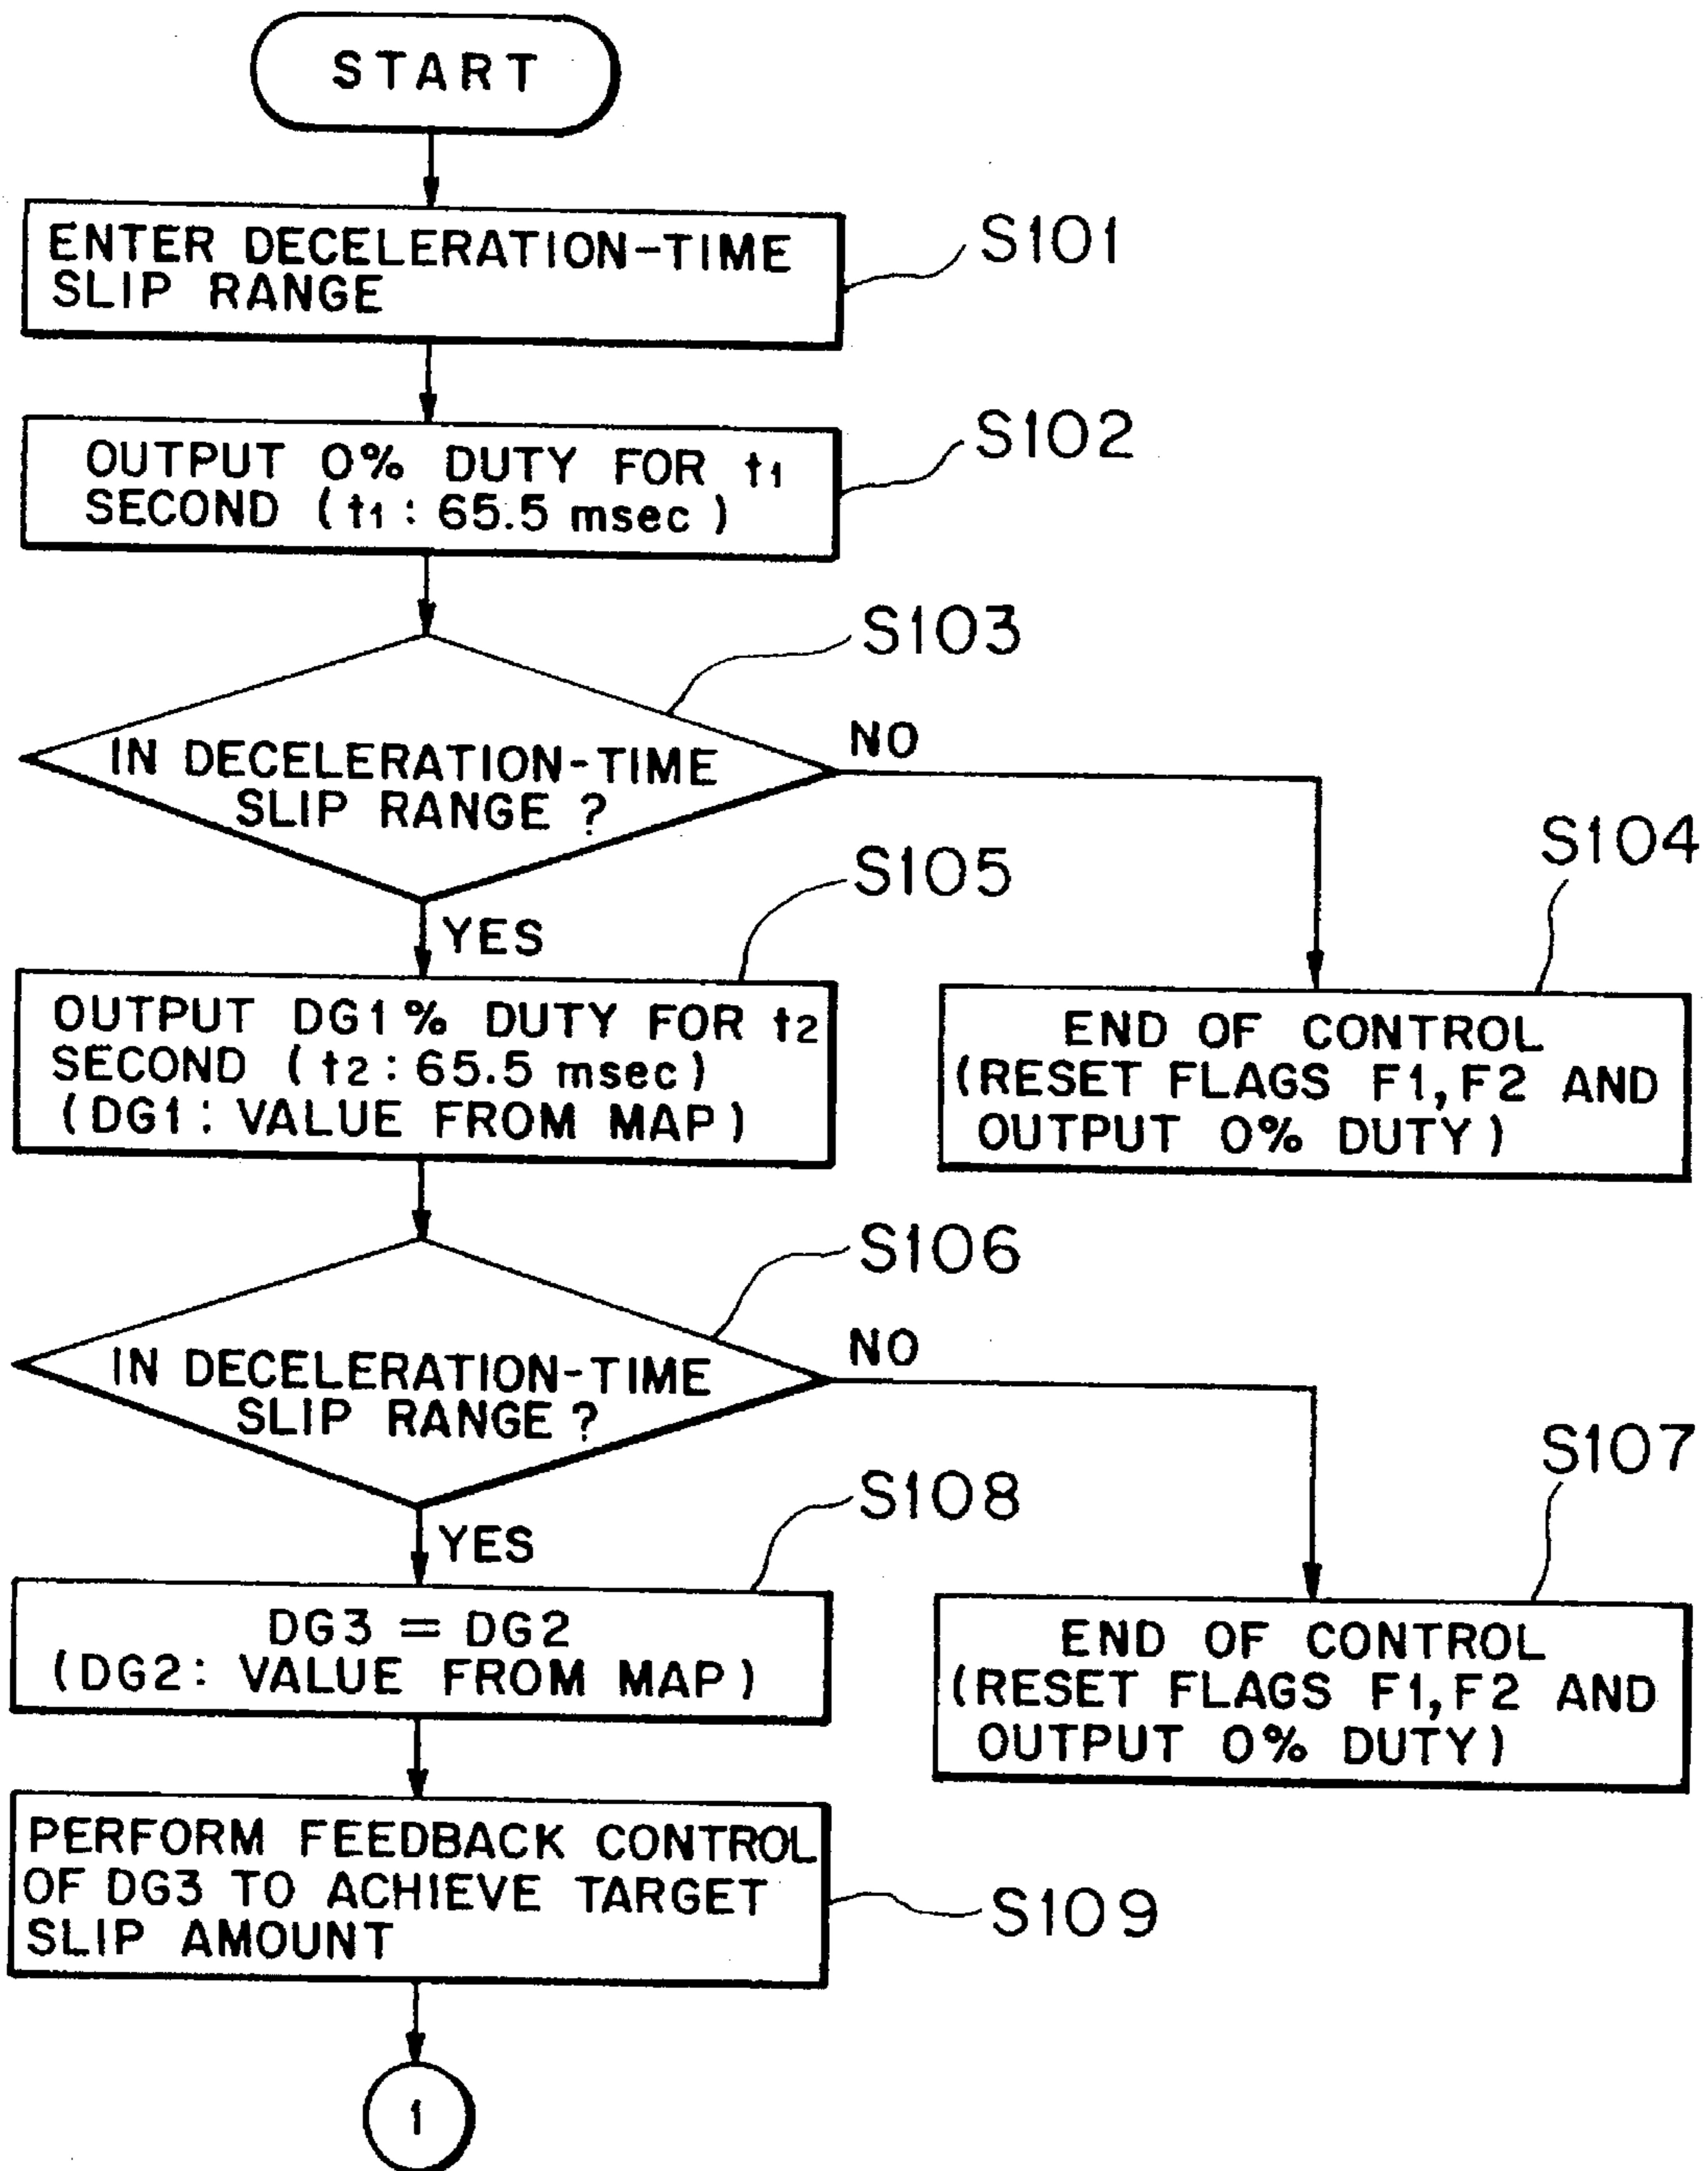 START
ENTER DECELERATION-TIME
SLIP RANGE
S101
OUTPUT 0% DUTY FOR t1
SECOND (t1 : 65.5 msec)
S102
S103
IN DECELERATION-TIME
SLIP RANGE ?
NO
S104
YES
S105
OUTPUT DG1% DUTY FOR t2
SECOND (t2 : 65.5 msec)
(DG1 : VALUE FROM MAP)
END OF CONTROL
(RESET FLAGS F1, F2 AND
OUTPUT 0% DUTY)
S106
IN DECELERATION-TIME
SLIP RANGE ?
NO
S107
YES
S108
DG3 = DG2
(DG2 : VALUE FROM MAP)
END OF CONTROL
(RESET FLAGS F1, F2 AND
OUTPUT 0% DUTY)
PERFORM FEEDBACK CONTROL
OF DG3 TO ACHIEVE TARGET
SLIP AMOUNT
S109
1